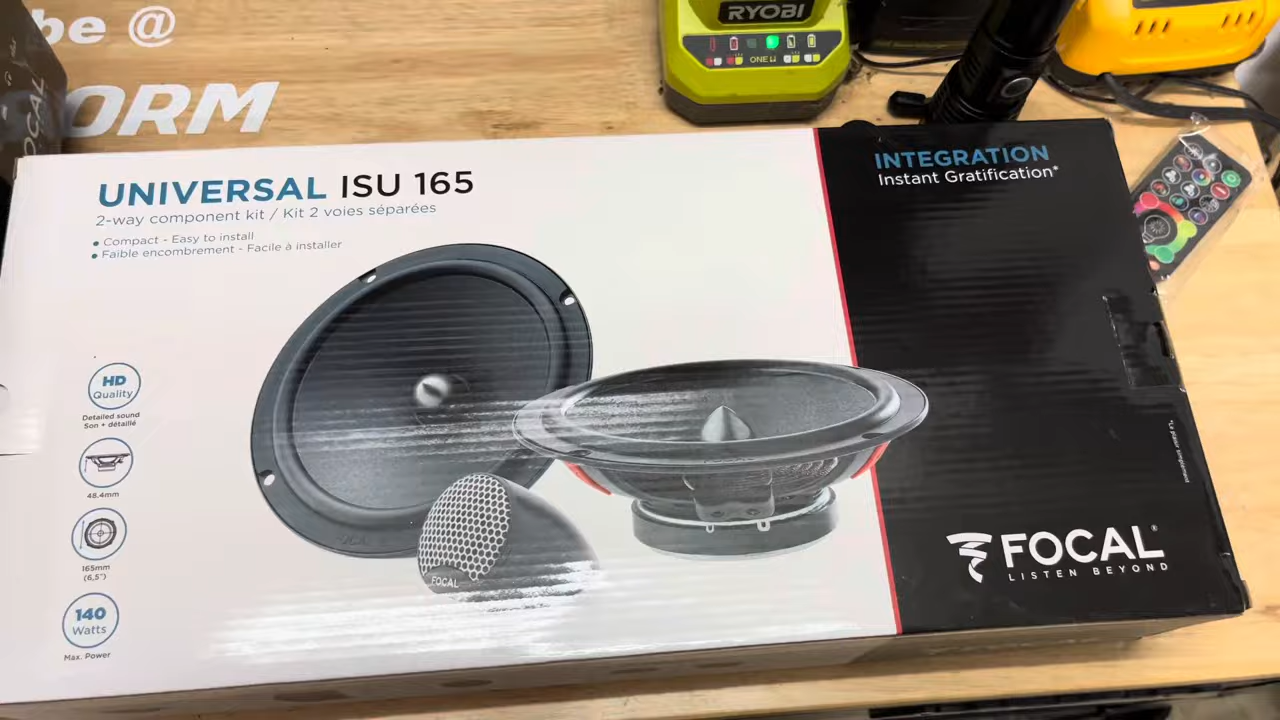 be @
ORM
OCAL
RYOBI
ONE+
UNIVERSAL ISU 165
2-way component kit / Kit 2 voies séparées
• Compact - Easy to install
• Faible encombrement - Facile à installer
INTEGRATION
Instant Gratification*
HD
Quality
Detailed sound
Son + détaillé
48.4mm
165mm
(6,5")
140
Watts
Max. Power
FOCAL
FOCAL®
LISTEN BEYOND